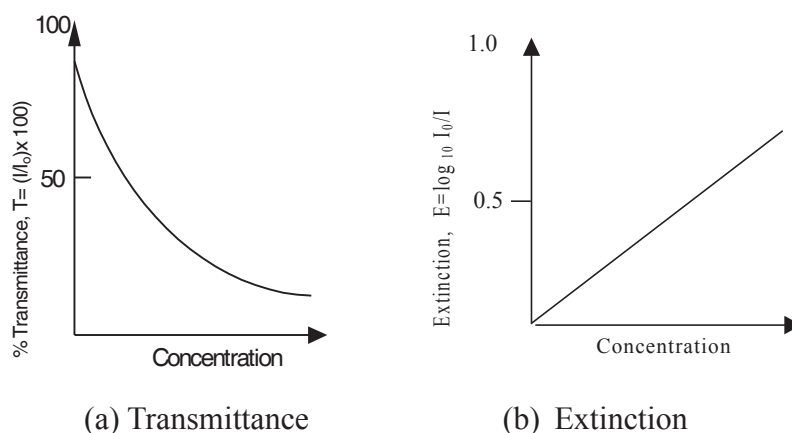 100
50
% Transmittance, T= (I/I₀)x 100)
Concentration
(a) Transmittance
1.0
0.5
Extinction, E=log ₁₀ I₀/I
Concentration
(b) Extinction